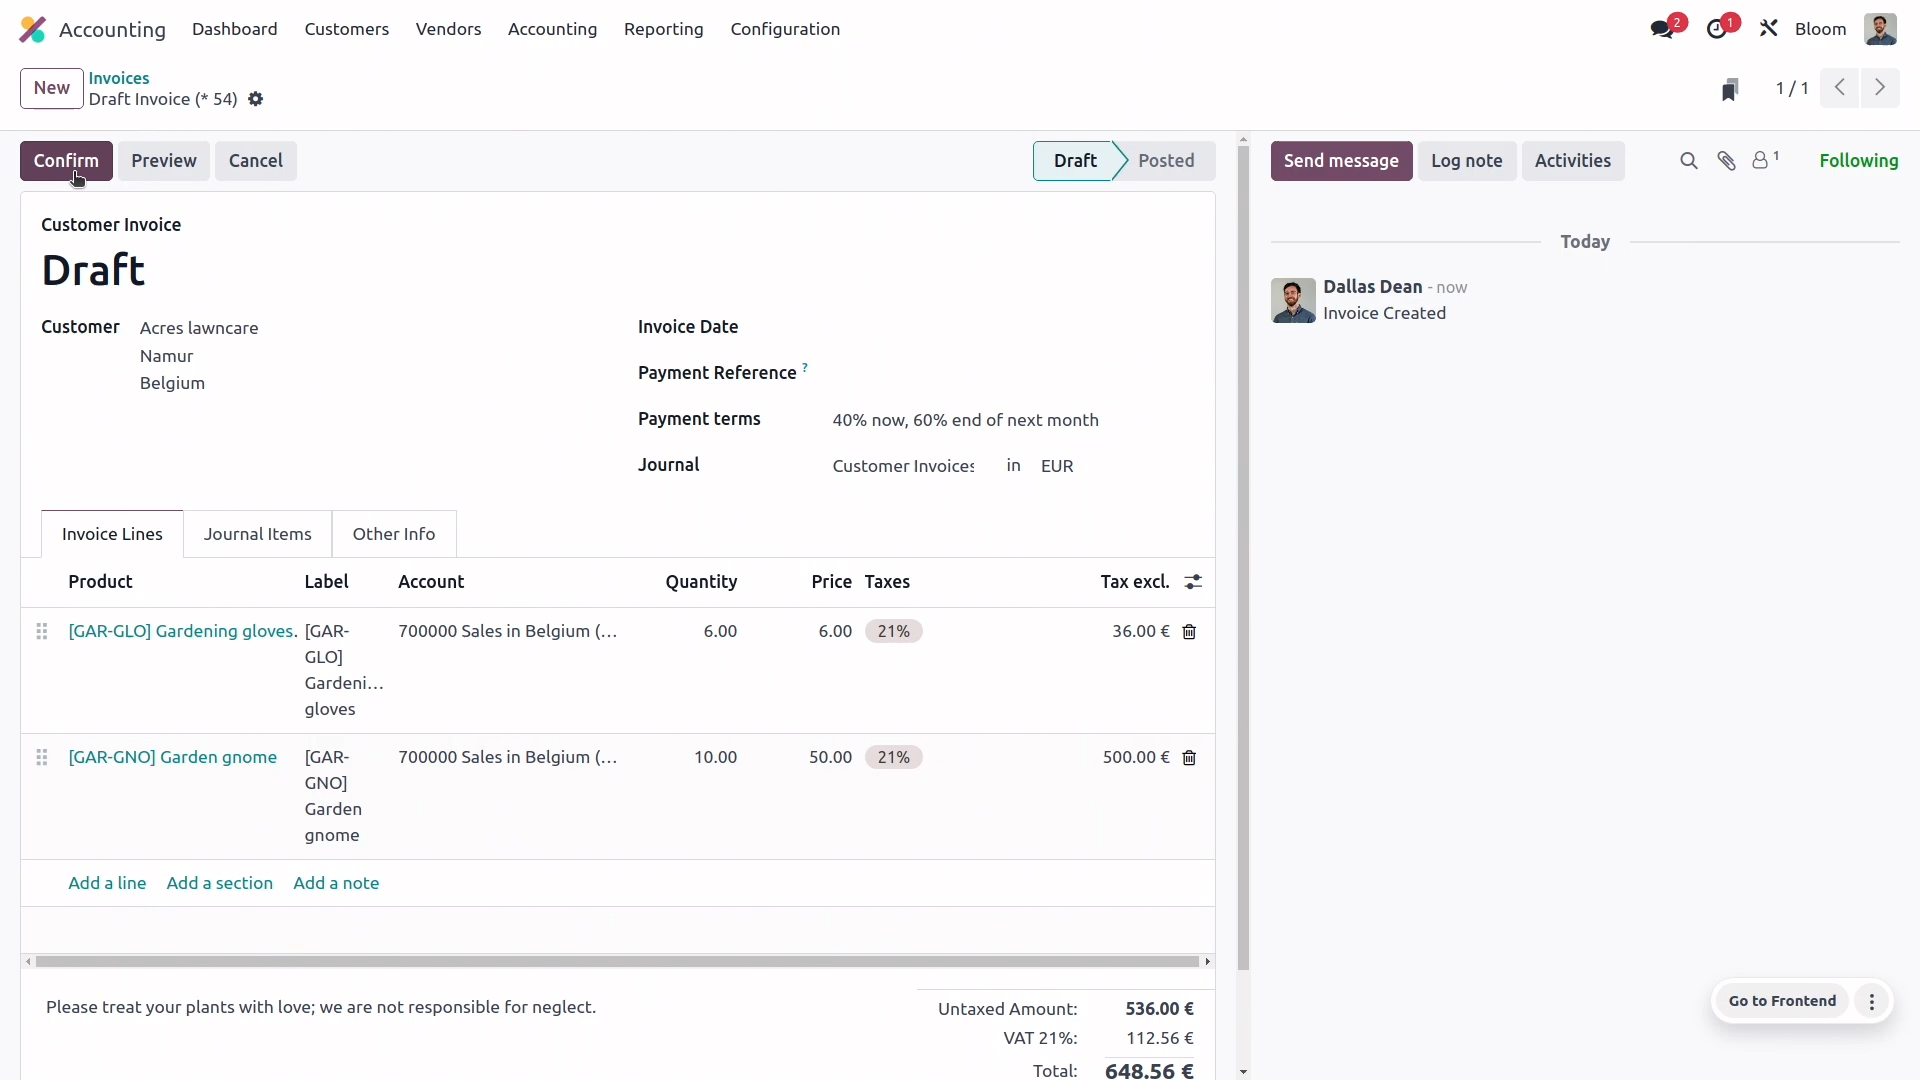 Accounting Dashboard Customers Vendors Accounting Reporting Configuration 2 1 Bloom
New Invoices
Draft Invoice (* 54) 1 / 1
Confirm Preview Cancel Draft Posted Send message Log note Activities 1 Following
Customer Invoice
Draft
Today
Dallas Dean - now
Invoice Created
Customer Acres lawncare
Namur
Belgium
Invoice Date
Payment Reference ?
Payment terms 40% now, 60% end of next month
Journal Customer Invoices in EUR
Invoice Lines Journal Items Other Info
Product Label Account Quantity Price Taxes Tax excl.
[GAR-GLO] Gardening gloves. [GAR- 700000 Sales in Belgium (... 6.00 6.00 21% 36.00 €
GLO]
Gardeni...
gloves
[GAR-GNO] Garden gnome [GAR- 700000 Sales in Belgium (... 10.00 50.00 21% 500.00 €
GNO]
Garden
gnome
Add a line Add a section Add a note
Please treat your plants with love; we are not responsible for neglect.
Untaxed Amount: 536.00 €
VAT 21%: 112.56 €
Total: 648.56 €
Go to Frontend